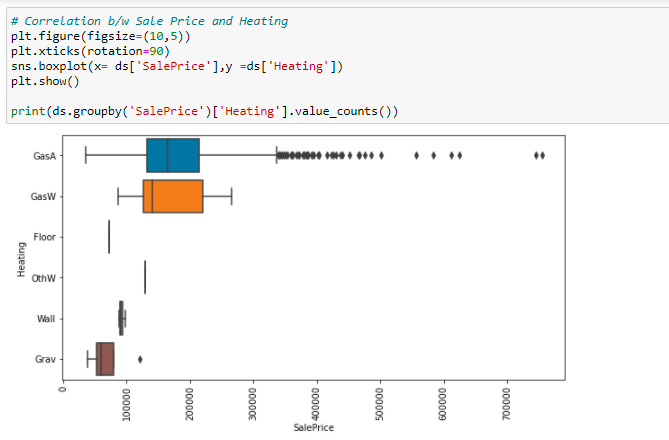 # Correlation b/w Sale Price and Heating
plt.figure(figsize=(10,5))
plt.xticks(rotation=90)
sns.boxplot(x= ds['SalePrice'],y =ds['Heating'])
plt.show()
print(ds.groupby('SalePrice')['Heating'].value_counts())
GasA
GasW
Floor
OthW
Wall
Grav
Heating
0
100000
200000
300000
400000
500000
600000
700000
SalePrice